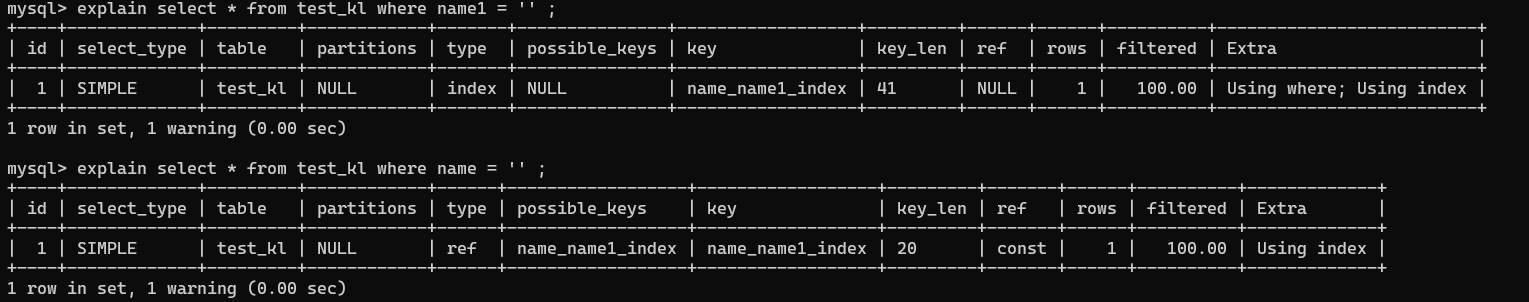 mysql> explain select * from test_kl where name1 = '' ;
+----+-------------+---------+------------+-------+---------------+------------------+---------+------+------+----------+--------------------------+
| id | select_type | table   | partitions | type  | possible_keys | key              | key_len | ref  | rows | filtered | Extra                    |
+----+-------------+---------+------------+-------+---------------+------------------+---------+------+------+----------+--------------------------+
|  1 | SIMPLE      | test_kl | NULL       | index | NULL          | name_name1_index | 41      | NULL |    1 |   100.00 | Using where; Using index |
+----+-------------+---------+------------+-------+---------------+------------------+---------+------+------+----------+--------------------------+
1 row in set, 1 warning (0.00 sec)
mysql> explain select * from test_kl where name = '' ;
+----+-------------+---------+------------+------+------------------+------------------+---------+-------+------+----------+-------------+
| id | select_type | table   | partitions | type | possible_keys    | key              | key_len | ref   | rows | filtered | Extra       |
+----+-------------+---------+------------+------+------------------+------------------+---------+-------+------+----------+-------------+
|  1 | SIMPLE      | test_kl | NULL       | ref  | name_name1_index | name_name1_index | 20      | const |    1 |   100.00 | Using index |
+----+-------------+---------+------------+------+------------------+------------------+---------+-------+------+----------+-------------+
1 row in set, 1 warning (0.00 sec)